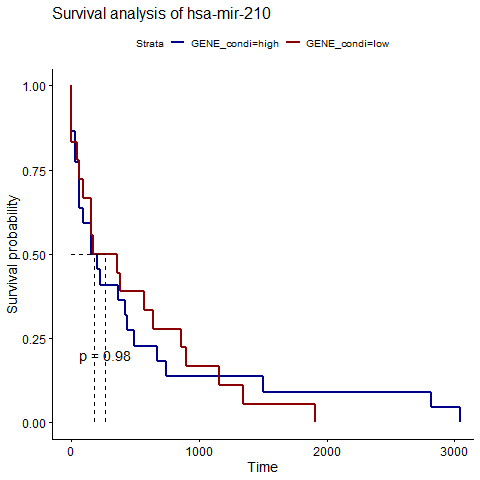 Survival analysis of hsa-mir-210
Strata GENE_condi=high GENE_condi=low
Survival probability
1.00
0.75
0.50
0.25
0.00
p = 0.98
0 1000 2000 3000
Time